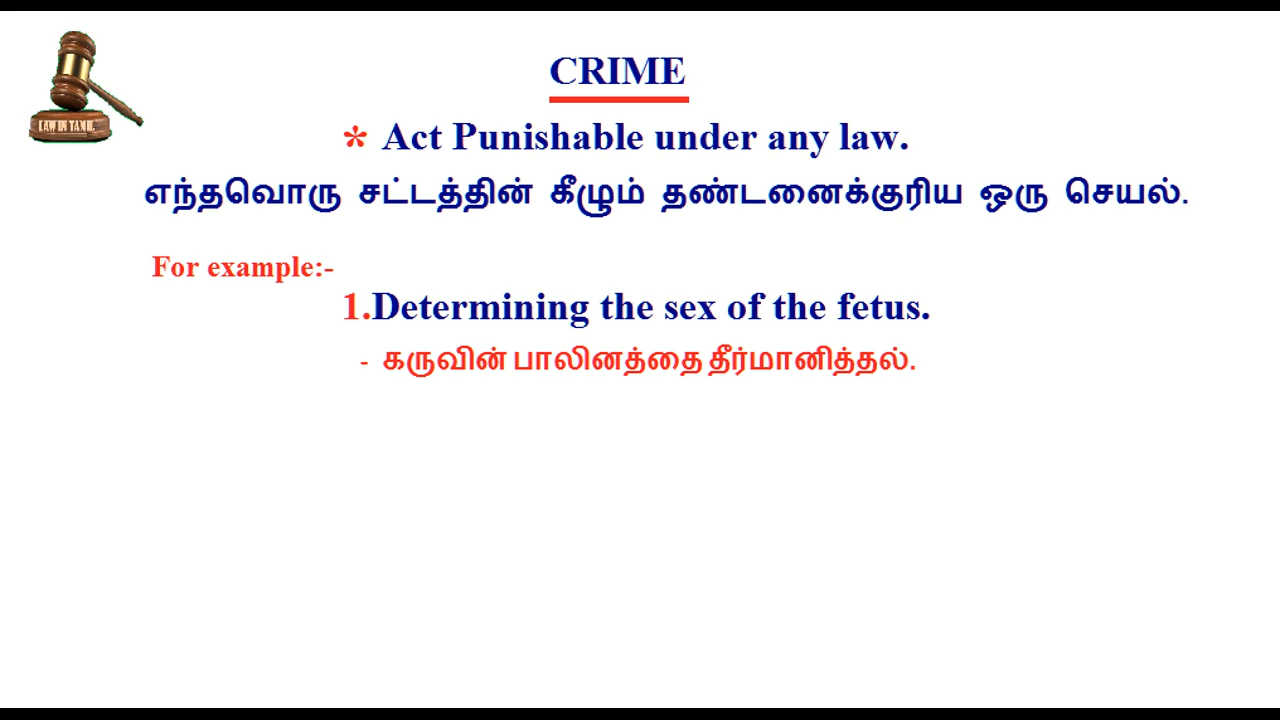 LAW IN TAMIL
CRIME
* Act Punishable under any law.
எந்தவொரு சட்டத்தின் கீழும் தண்டனைக்குரிய ஒரு செயல்.
For example:-
1.Determining the sex of the fetus.
- கருவின் பாலினத்தை தீர்மானித்தல்.